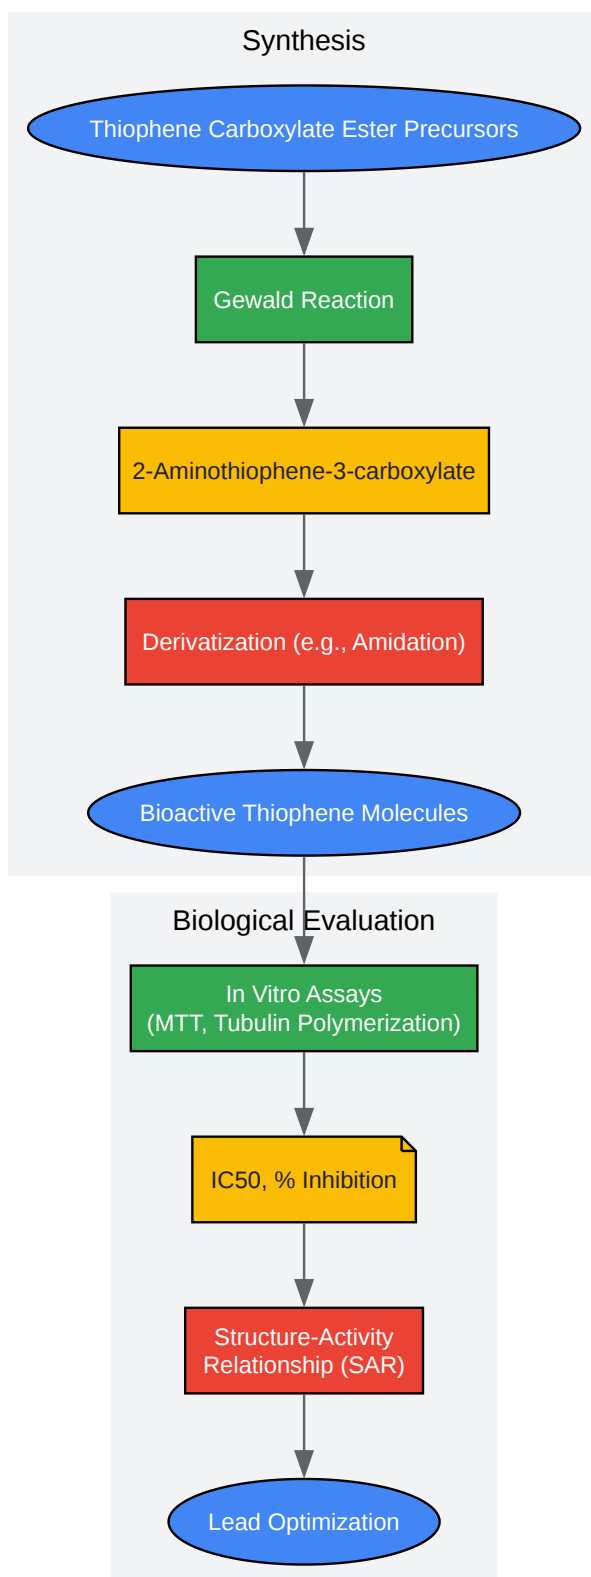 Synthesis
Thiophene Carboxylate Ester Precursors
Gewald Reaction
2-Aminothiophene-3-carboxylate
Derivatization (e.g., Amidation)
Bioactive Thiophene Molecules
Biological Evaluation
In Vitro Assays
(MTT, Tubulin Polymerization)
IC50, % Inhibition
Structure-Activity
Relationship (SAR)
Lead Optimization